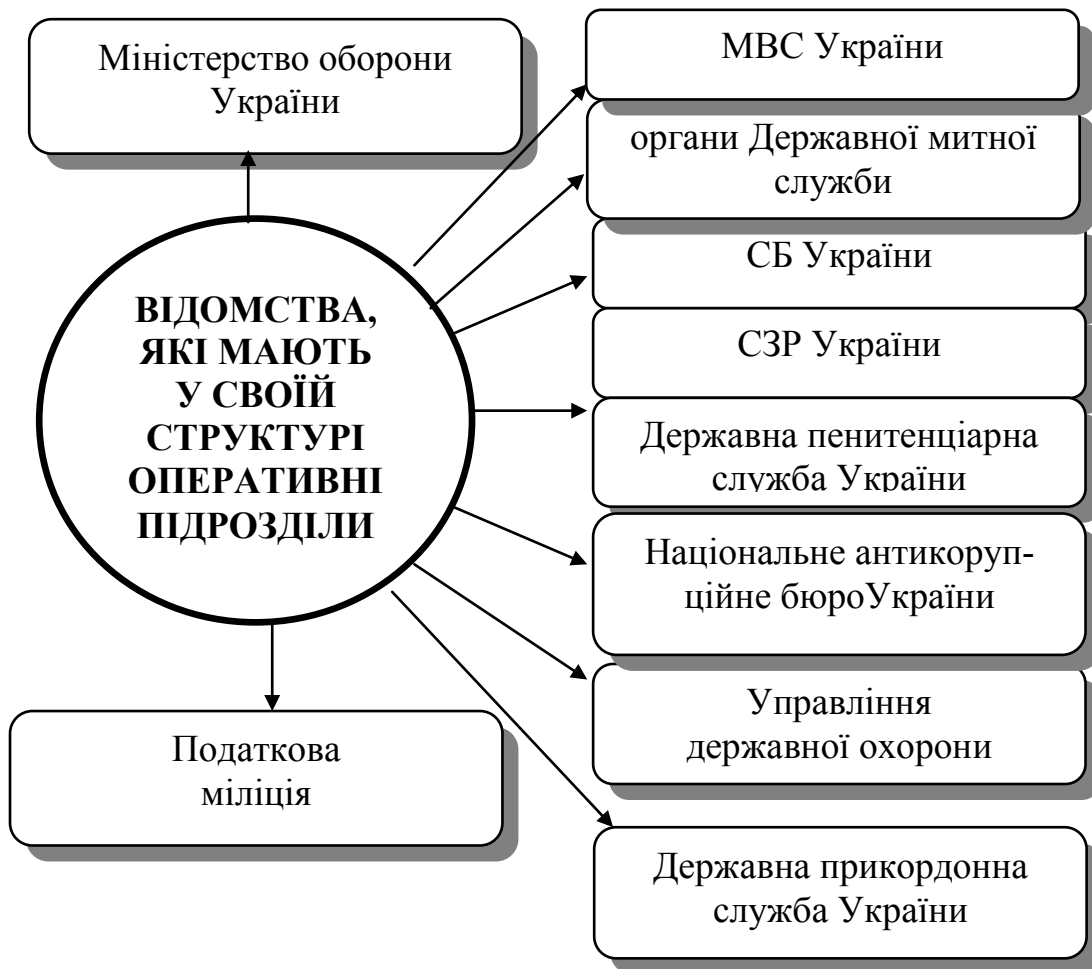 Міністерство оборони
України
МВС України
органи Державної митної
служби
СБ України
СЗР України
Державна пенитенціарна
служба України
Національне антикоруп-
ційне бюроУкраїни
Управління
державної охорони
Державна прикордонна
служба України
ВІДОМСТВА,
ЯКІ МАЮТЬ
У СВОЇЙ
СТРУКТУРІ
ОПЕРАТИВНІ
ПІДРОЗДІЛИ
Податкова
міліція